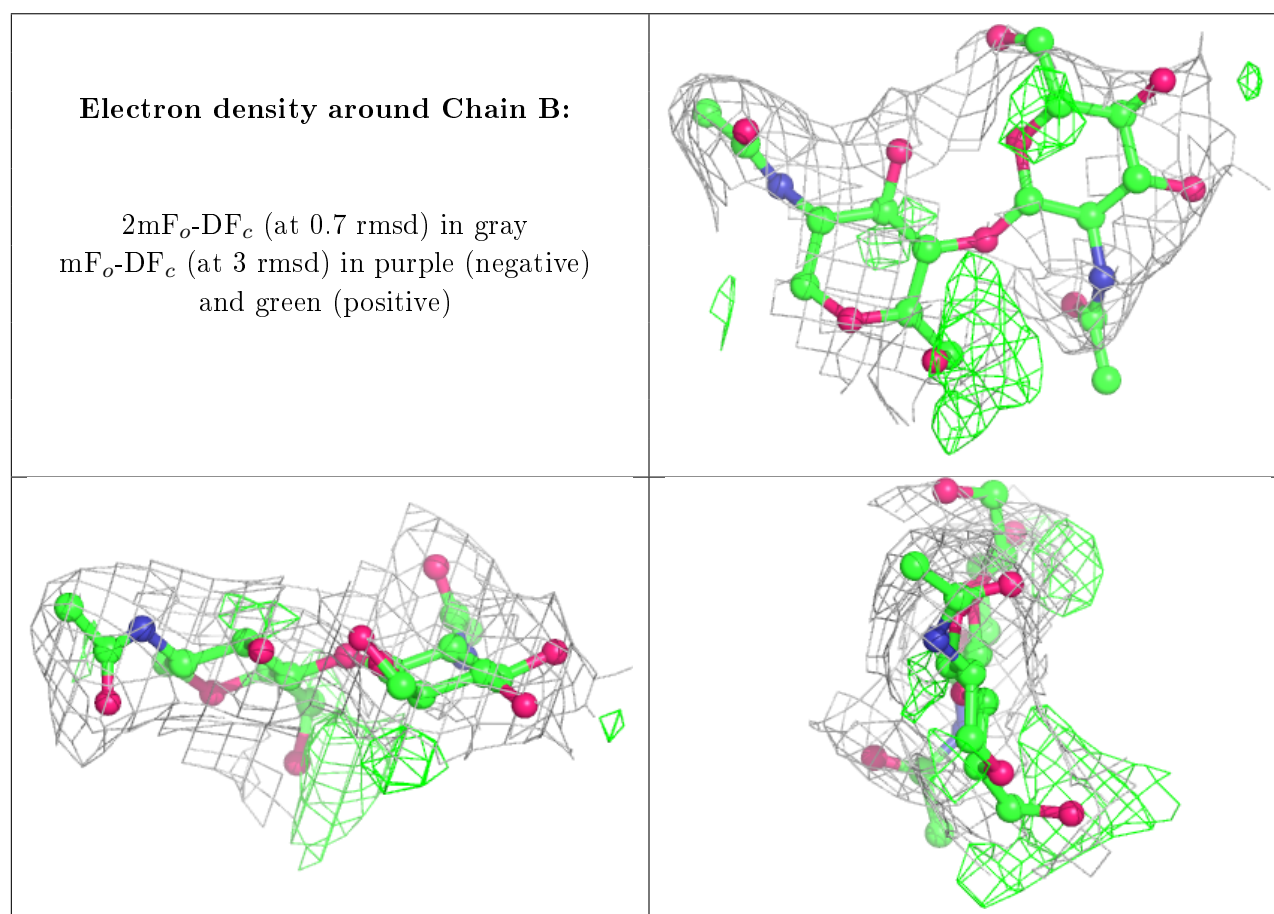 Electron density around Chain B:
2mFₒ-DF𝒸 (at 0.7 rmsd) in gray
mFₒ-DF𝒸 (at 3 rmsd) in purple (negative)
and green (positive)